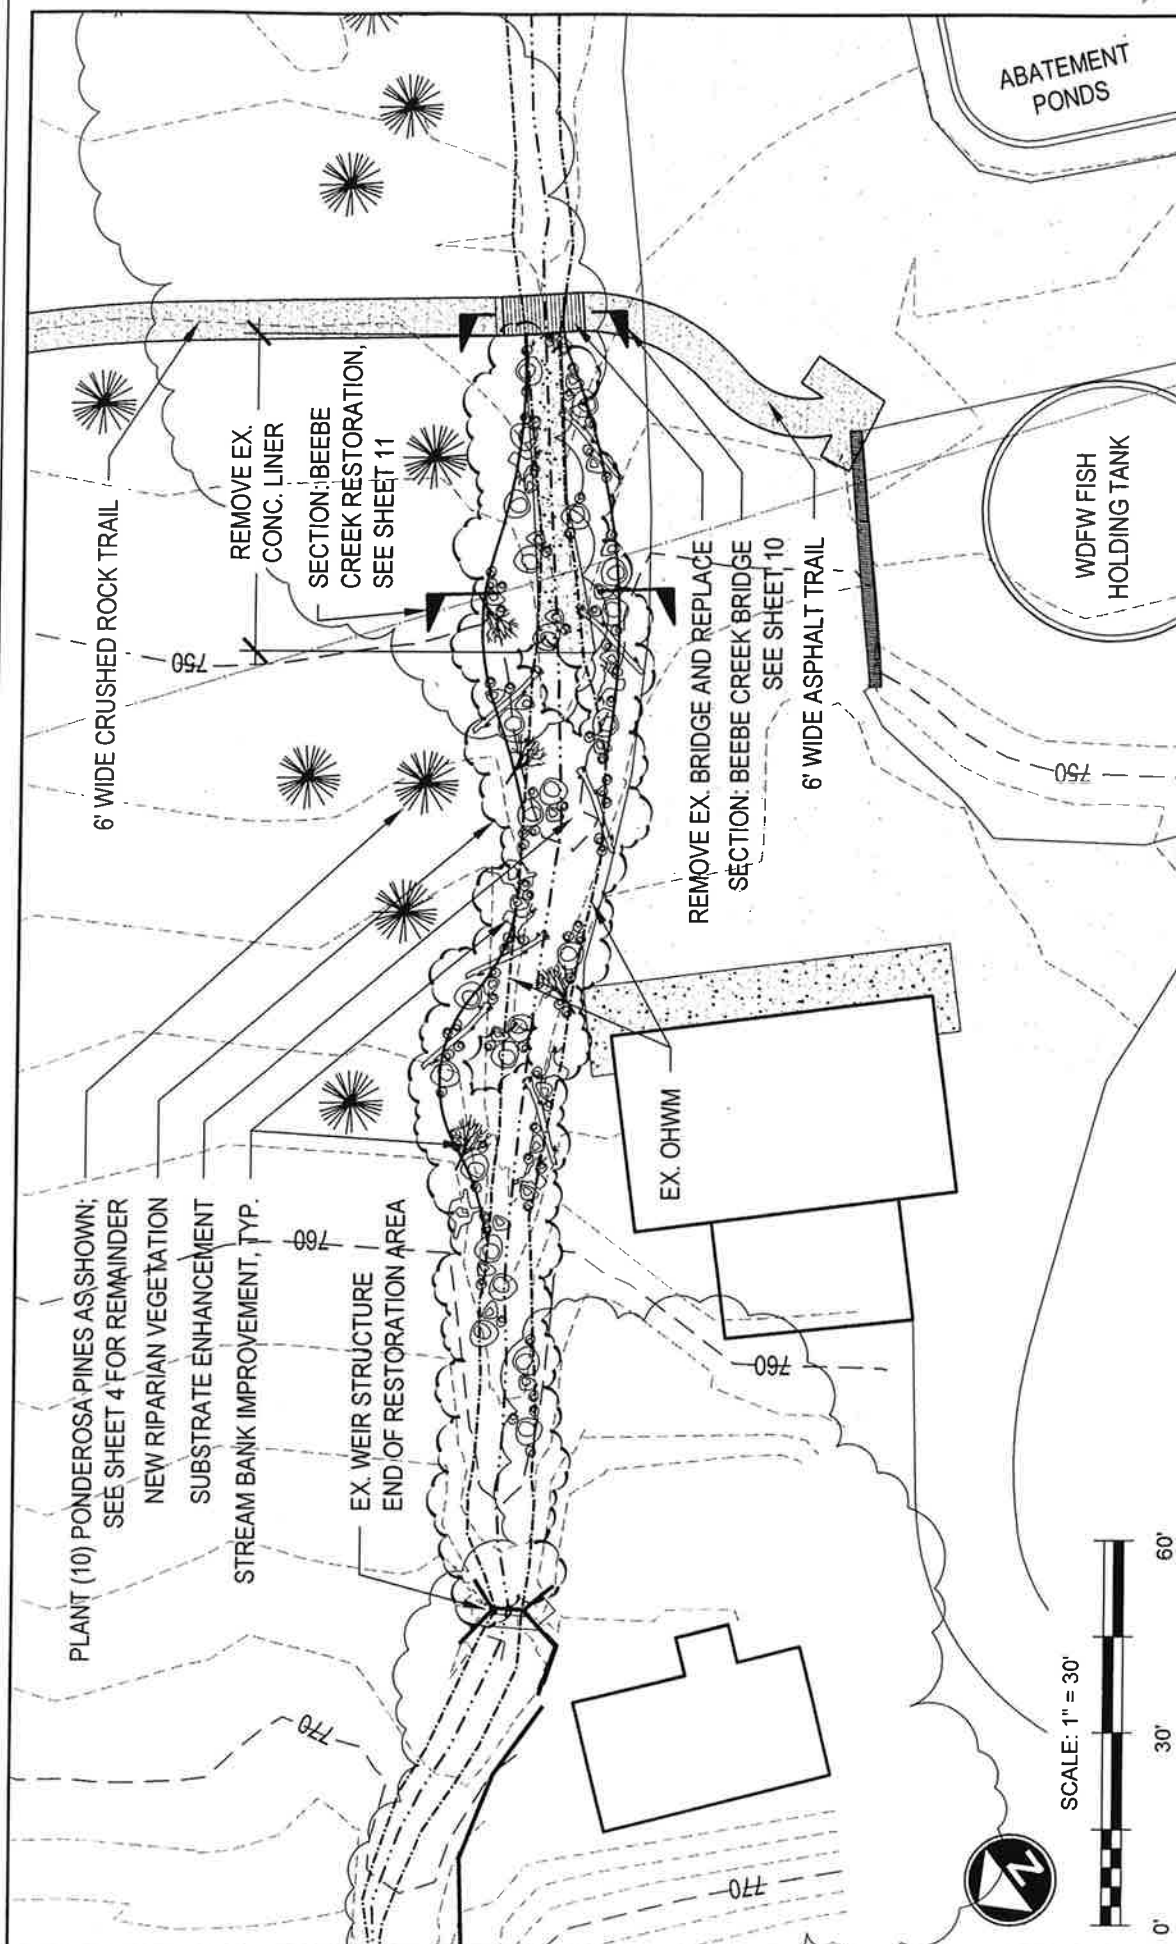 PLANT (10) PONDEROSA PINES AS SHOWN;
SEE SHEET 4 FOR REMAINDER
NEW RIPARIAN VEGETATION
SUBSTRATE ENHANCEMENT
STREAM BANK IMPROVEMENT, TYP.
EX. WEIR STRUCTURE
END OF RESTORATION AREA
6' WIDE CRUSHED ROCK TRAIL
REMOVE EX.
CONC. LINER
SECTION: BEEBE
CREEK RESTORATION,
SEE SHEET 11
750
760
770
EX. OHWM
REMOVE EX. BRIDGE AND REPLACE
SECTION: BEEBE CREEK BRIDGE
SEE SHEET 10
6' WIDE ASPHALT TRAIL
ABATEMENT
PONDS
WDFW FISH
HOLDING TANK
750
760
770
N
SCALE: 1" = 30'
0'
30'
60'